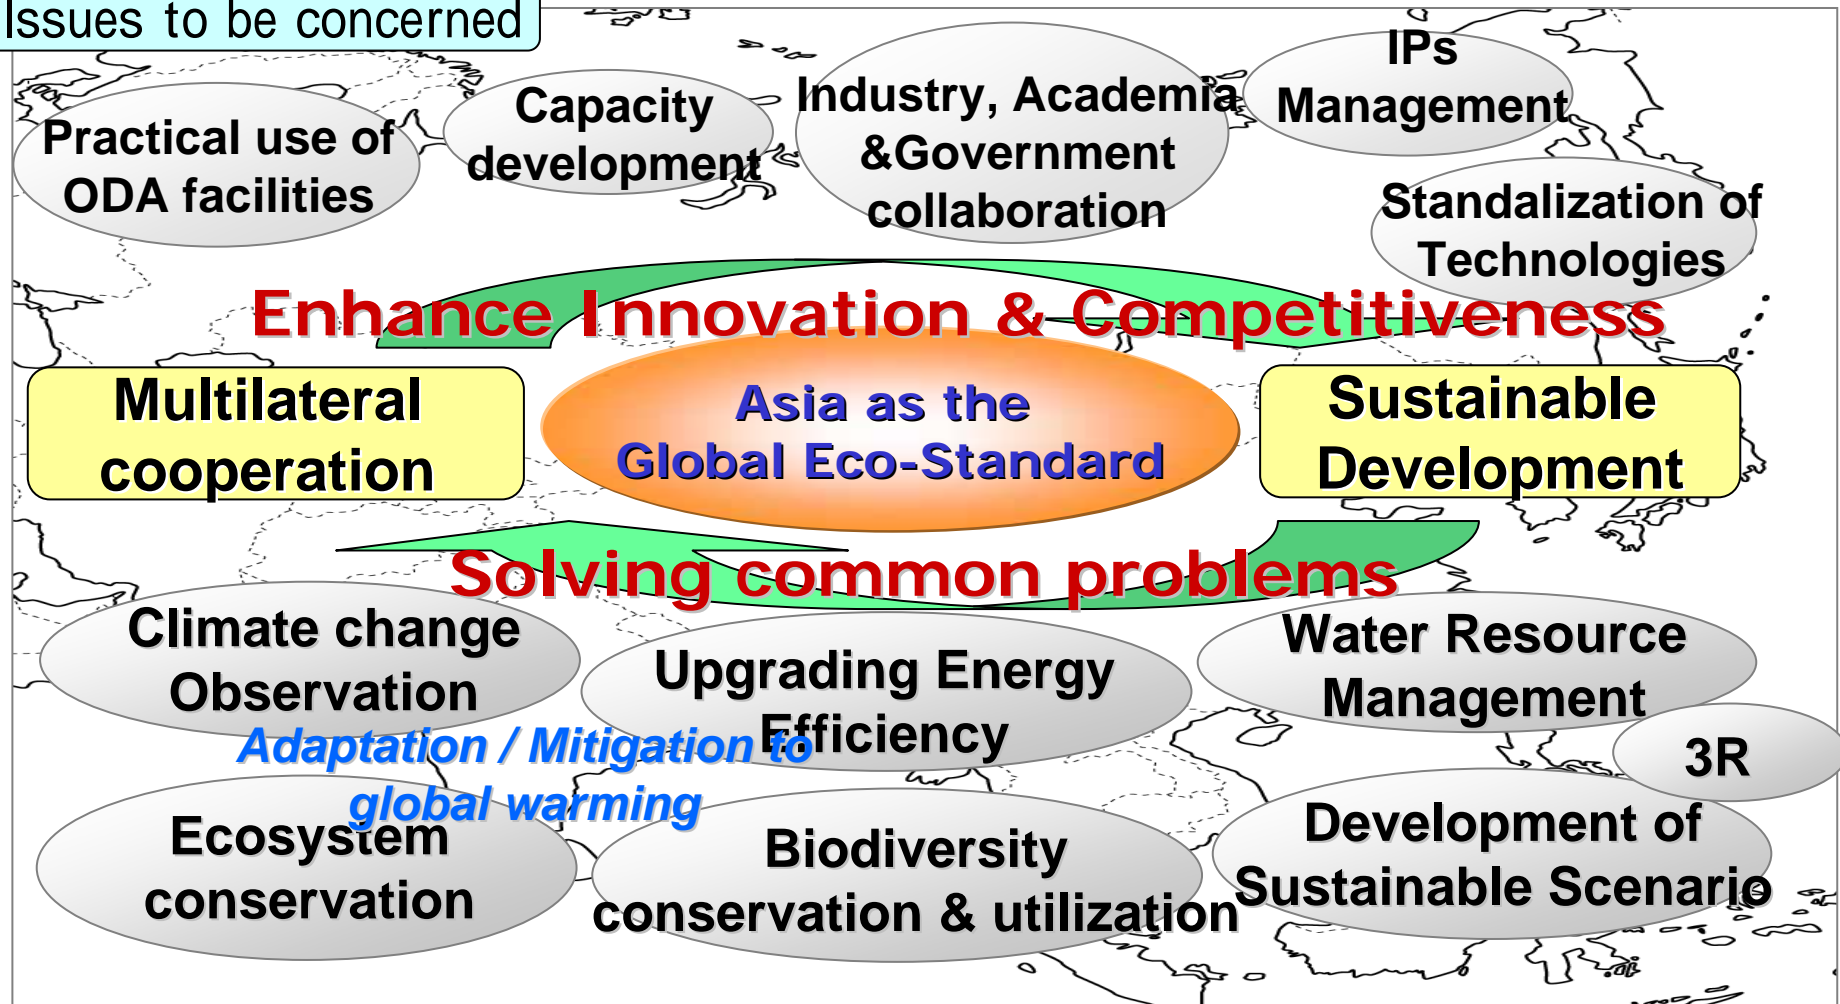 Issues to be concerned
Practical use of
ODA facilities
Capacity
development
Industry, Academia
&Government
collaboration
IPs
Management
Standalization of
Technologies
Enhance Innovation & Competitiveness
Multilateral
cooperation
Asia as the
Global Eco-Standard
Sustainable
Development
Solving common problems
Climate change
Observation
Upgrading Energy
Efficiency
Water Resource
Management
3R
Adaptation / Mitigation to
global warming
Ecosystem
conservation
Biodiversity
conservation & utilization
Development of
Sustainable Scenario